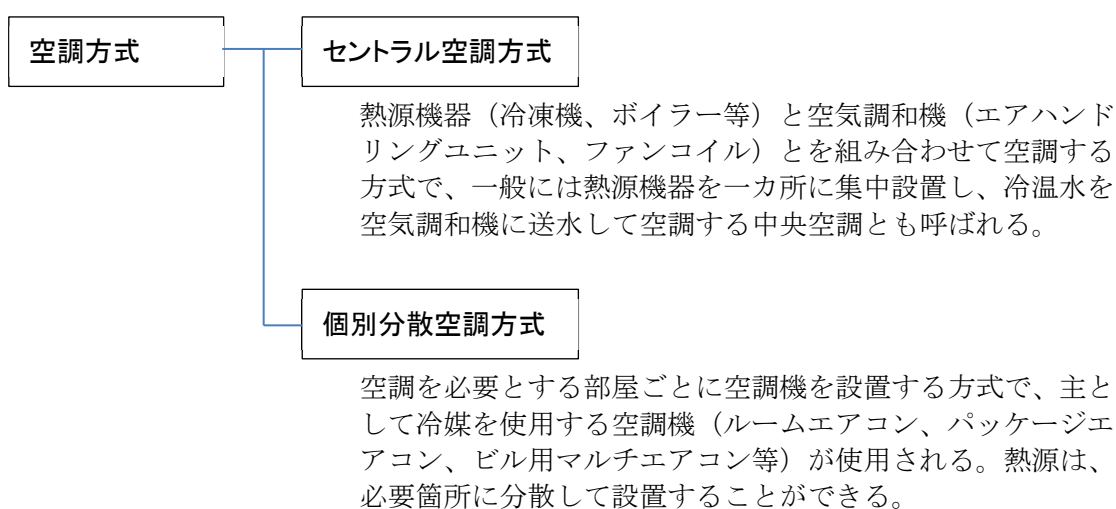 空調方式
セントラル空調方式
熱源機器（冷凍機、ボイラー等）と空気調和機（エアハンド
リングユニット、ファンコイル）とを組み合わせて空調する
方式で、一般には熱源機器を一カ所に集中設置し、冷温水を
空気調和機に送水して空調する中央空調とも呼ばれる。
個別分散空調方式
空調を必要とする部屋ごとに空調機を設置する方式で、主と
して冷媒を使用する空調機（ルームエアコン、パッケージエ
アコン、ビル用マルチエアコン等）が使用される。熱源は、
必要箇所に分散して設置することができる。